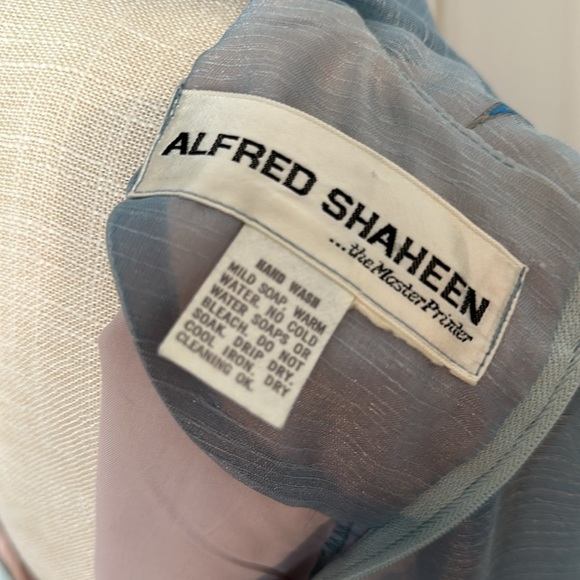 ALFRED SHAHEEN
...the Master Printer
HAND WASH
MILD SOAP WARM
WATER. NO COLD
WATER SOAPS OR
BLEACH. DO NOT
SOAK. DRIP DRY.
COOL IRON. DRY
CLEANING OK.